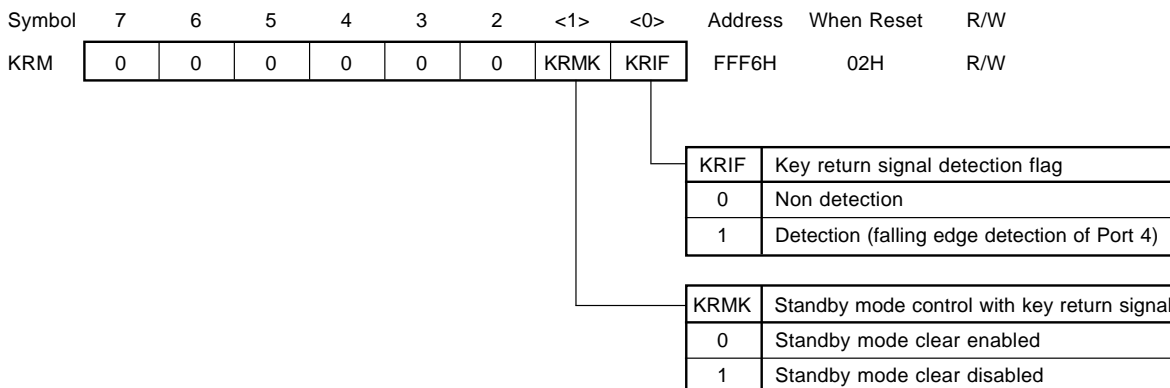 Symbol 7 6 5 4 3 2 <1> <0> Address When Reset R/W
KRM 0 0 0 0 0 0 KRMK KRIF FFF6H 02H R/W
KRIF Key return signal detection flag
0 Non detection
1 Detection (falling edge detection of Port 4)
KRMK Standby mode control with key return signal
0 Standby mode clear enabled
1 Standby mode clear disabled